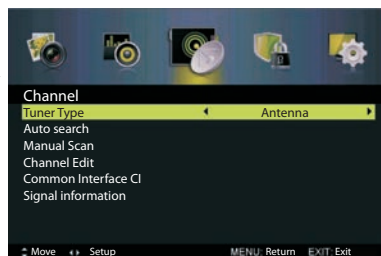 Channel
Tuner Type Antenna
Auto search
Manual Scan
Channel Edit
Common Interface CI
Signal information
Move Setup MENU: Return EXIT: Exit